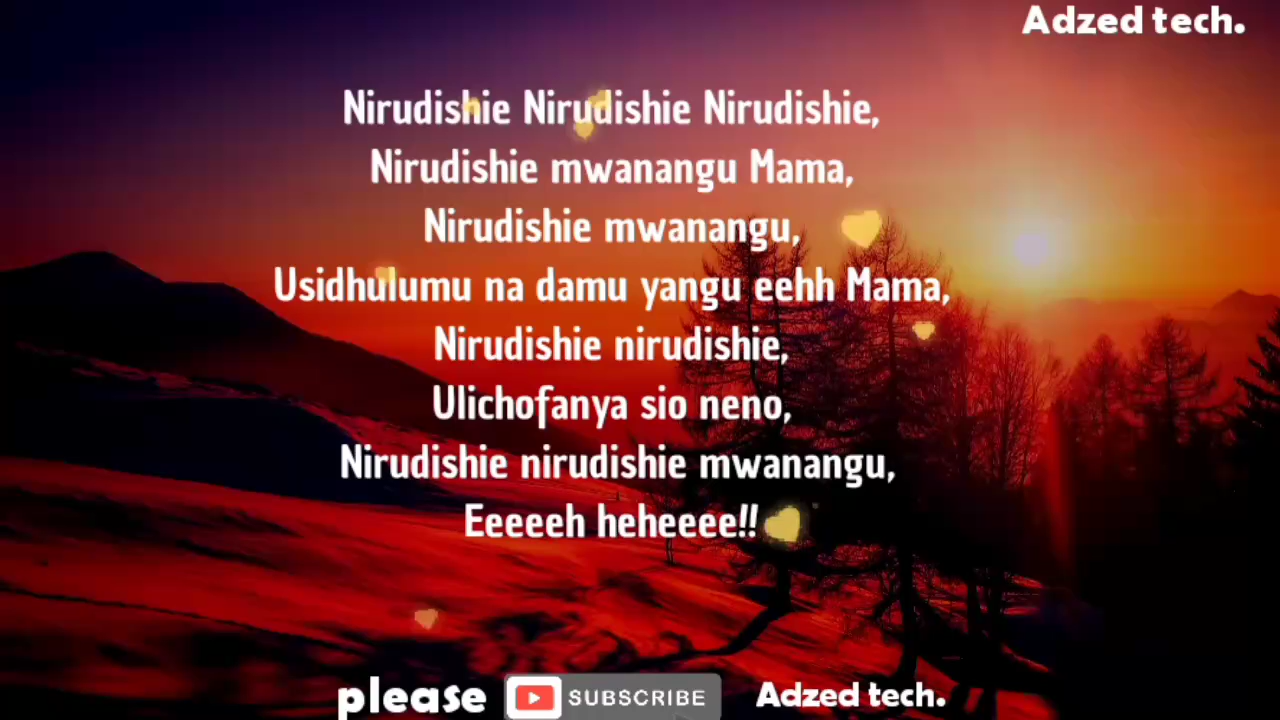 Adzed tech.
Nirudishie Nirudishie Nirudishie,
Nirudishie mwanangu Mama,
Nirudishie mwanangu,
Usidhulumu na damu yangu eehh Mama,
Nirudishie nirudishie,
Ulichofanya sio neno,
Nirudishie nirudishie mwanangu,
Eeeeeh heheeee!!
please SUBSCRIBE Adzed tech.